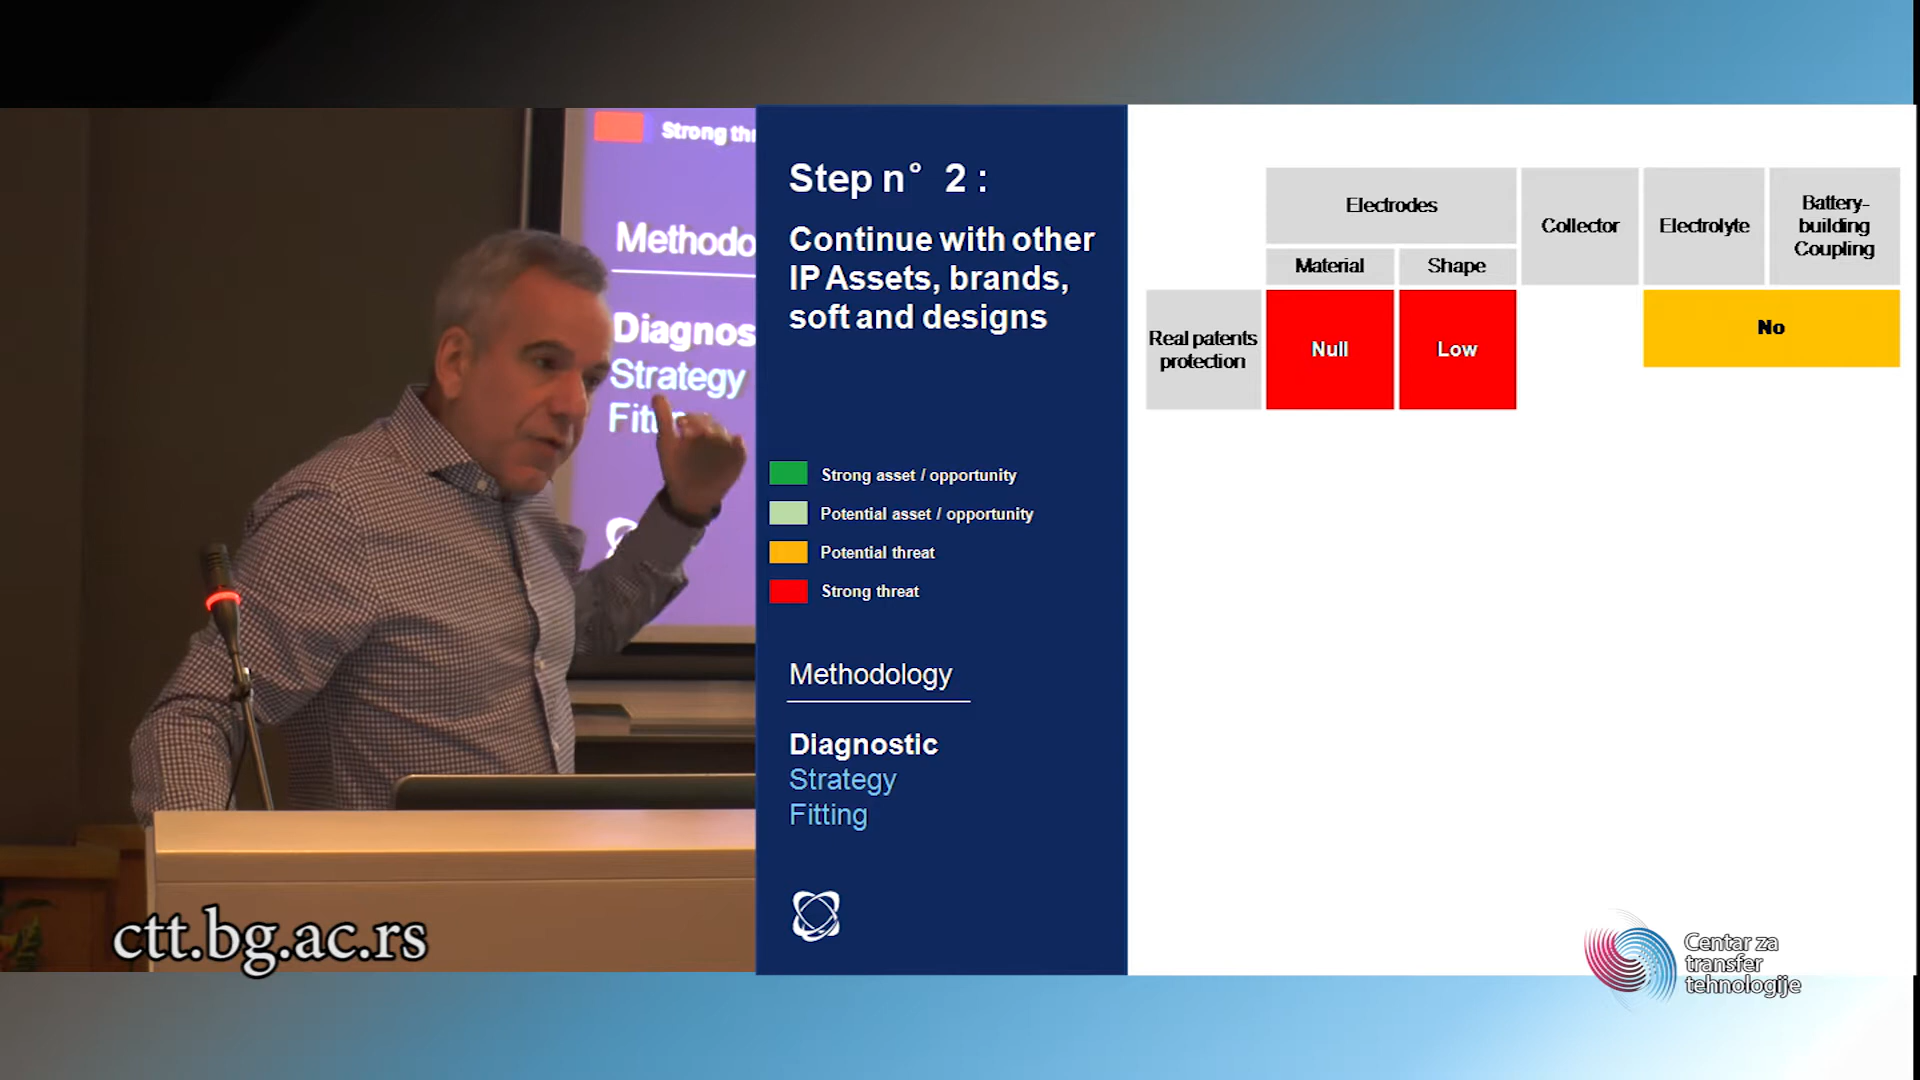 Strong thr
Methodo
Diagnos
Strategy
Fitt
Step n° 2 :
Continue with other
IP Assets, brands,
soft and designs
Strong asset / opportunity
Potential asset / opportunity
Potential threat
Strong threat
Methodology
Diagnostic
Strategy
Fitting
Electrodes
Material
Shape
Collector
Electrolyte
Battery-
building
Coupling
Real patents
protection
Null
Low
No
ctt.bg.ac.rs
Centar za
transfer
tehnologije